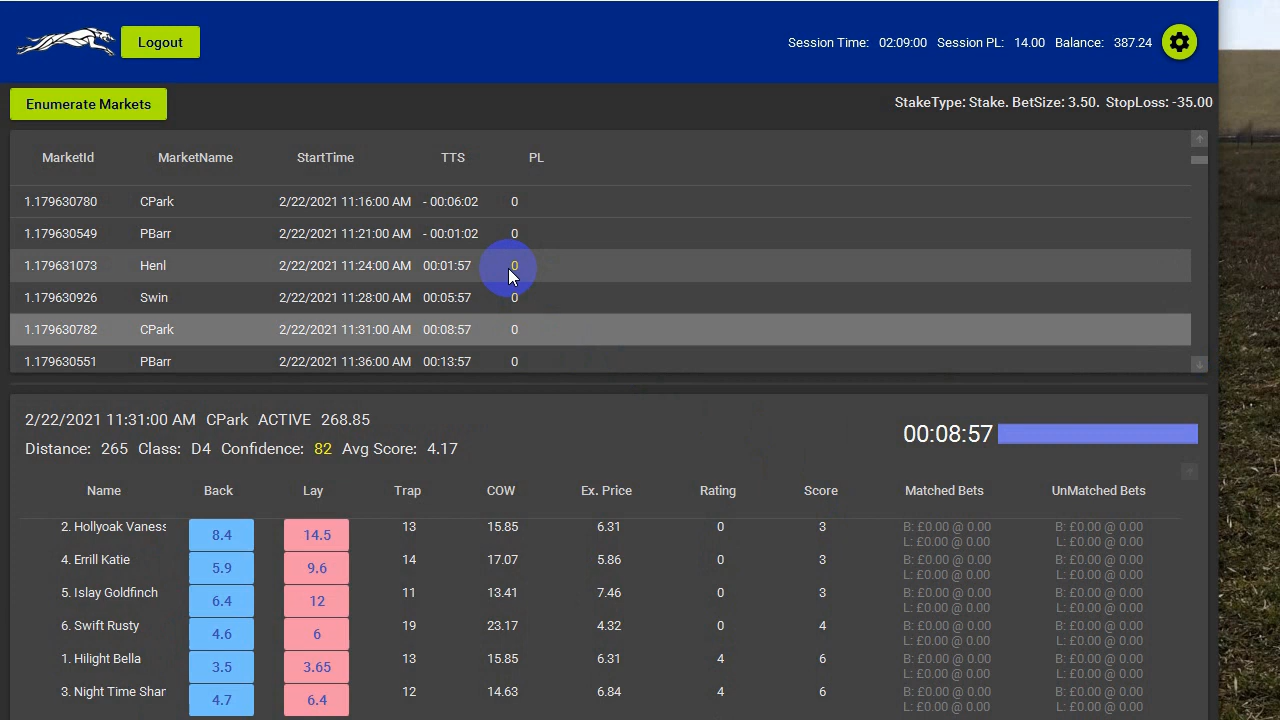 Logout
Session Time: 02:09:00 Session PL: 14.00 Balance: 387.24
Enumerate Markets
StakeType: Stake. BetSize: 3.50. StopLoss: -35.00
MarketId MarketName StartTime TTS PL
1.179630780 CPark 2/22/2021 11:16:00 AM - 00:06:02 0
1.179630549 PBarr 2/22/2021 11:21:00 AM - 00:01:02 0
1.179631073 Henl 2/22/2021 11:24:00 AM 00:01:57 0
1.179630926 Swin 2/22/2021 11:28:00 AM 00:05:57 0
1.179630782 CPark 2/22/2021 11:31:00 AM 00:08:57 0
1.179630551 PBarr 2/22/2021 11:36:00 AM 00:13:57 0
2/22/2021 11:31:00 AM CPark ACTIVE 268.85
Distance: 265 Class: D4 Confidence: 82 Avg Score: 4.17
00:08:57
Name Back Lay Trap COW Ex. Price Rating Score Matched Bets UnMatched Bets
2. Hollyoak Vaness 8.4 14.5 13 15.85 6.31 0 3 B: £0.00 @ 0.00 B: £0.00 @ 0.00
L: £0.00 @ 0.00 L: £0.00 @ 0.00
4. Errill Katie 5.9 9.6 14 17.07 5.86 0 3 B: £0.00 @ 0.00 B: £0.00 @ 0.00
L: £0.00 @ 0.00 L: £0.00 @ 0.00
5. Islay Goldfinch 6.4 12 11 13.41 7.46 0 3 B: £0.00 @ 0.00 B: £0.00 @ 0.00
L: £0.00 @ 0.00 L: £0.00 @ 0.00
6. Swift Rusty 4.6 6 19 23.17 4.32 0 4 B: £0.00 @ 0.00 B: £0.00 @ 0.00
L: £0.00 @ 0.00 L: £0.00 @ 0.00
1. Hilight Bella 3.5 3.65 13 15.85 6.31 4 6 B: £0.00 @ 0.00 B: £0.00 @ 0.00
L: £0.00 @ 0.00 L: £0.00 @ 0.00
3. Night Time Shar 4.7 6.4 12 14.63 6.84 4 6 B: £0.00 @ 0.00 B: £0.00 @ 0.00
L: £0.00 @ 0.00 L: £0.00 @ 0.00